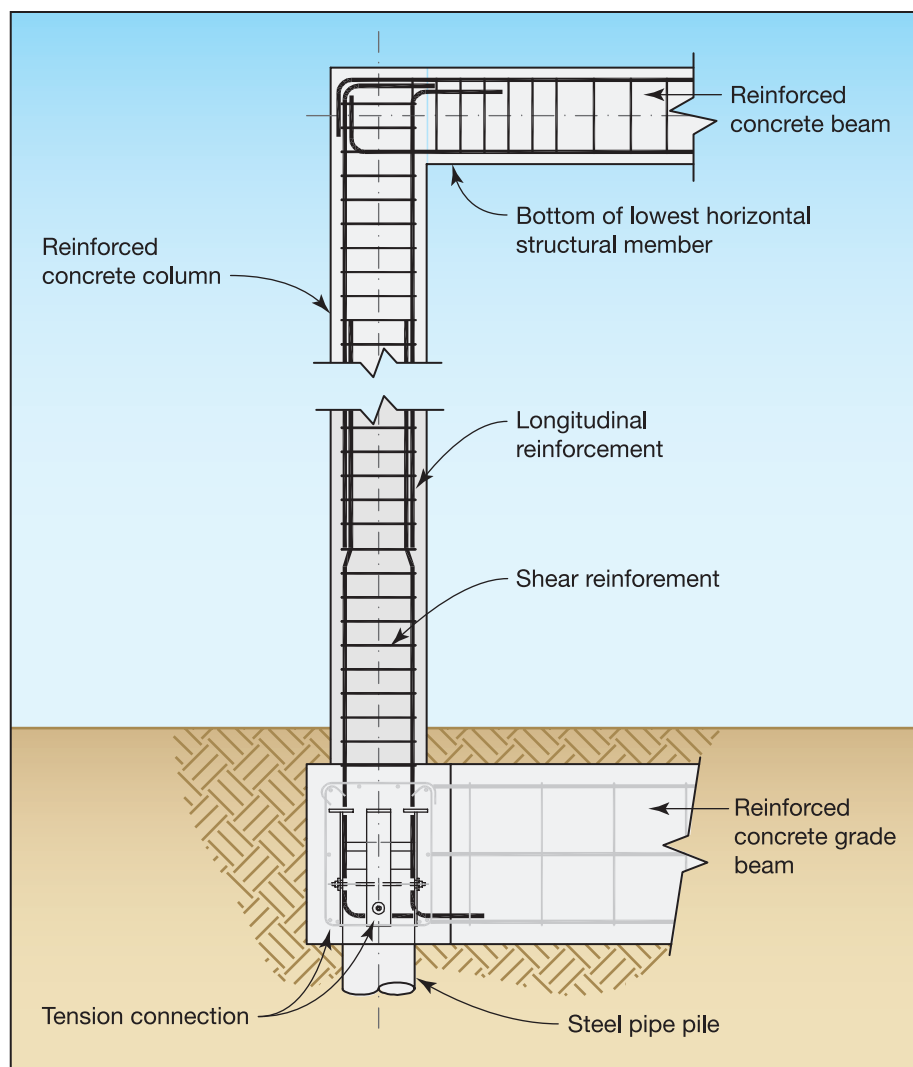 Reinforced
concrete beam
Bottom of lowest horizontal
structural member
Reinforced
concrete column
Longitudinal
reinforcement
Shear reinforement
Reinforced
concrete grade
beam
Tension connection
Steel pipe pile